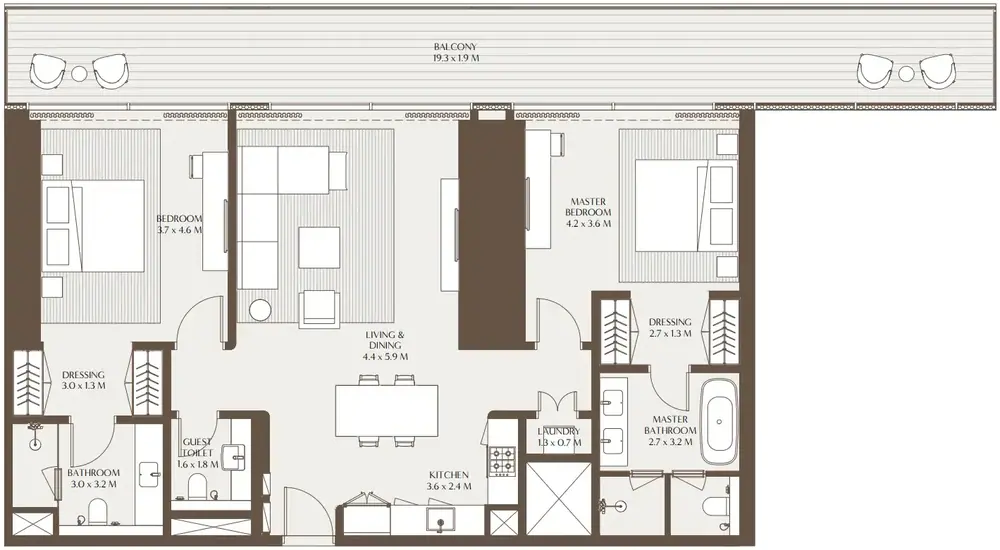 BALCONY
19.3 x 1.9 M
BEDROOM
3.7 x 4.6 M
MASTER
BEDROOM
4.2 x 3.6 M
LIVING &
DINING
4.4 x 5.9 M
DRESSING
2.7 x 1.3 M
DRESSING
3.0 x 1.3 M
MASTER
BATHROOM
2.7 x 3.2 M
LAUNDRY
1.3 x 0.7 M
GUEST
TOILET
1.6 x 1.8 M
BATHROOM
3.0 x 3.2 M
KITCHEN
3.6 x 2.4 M